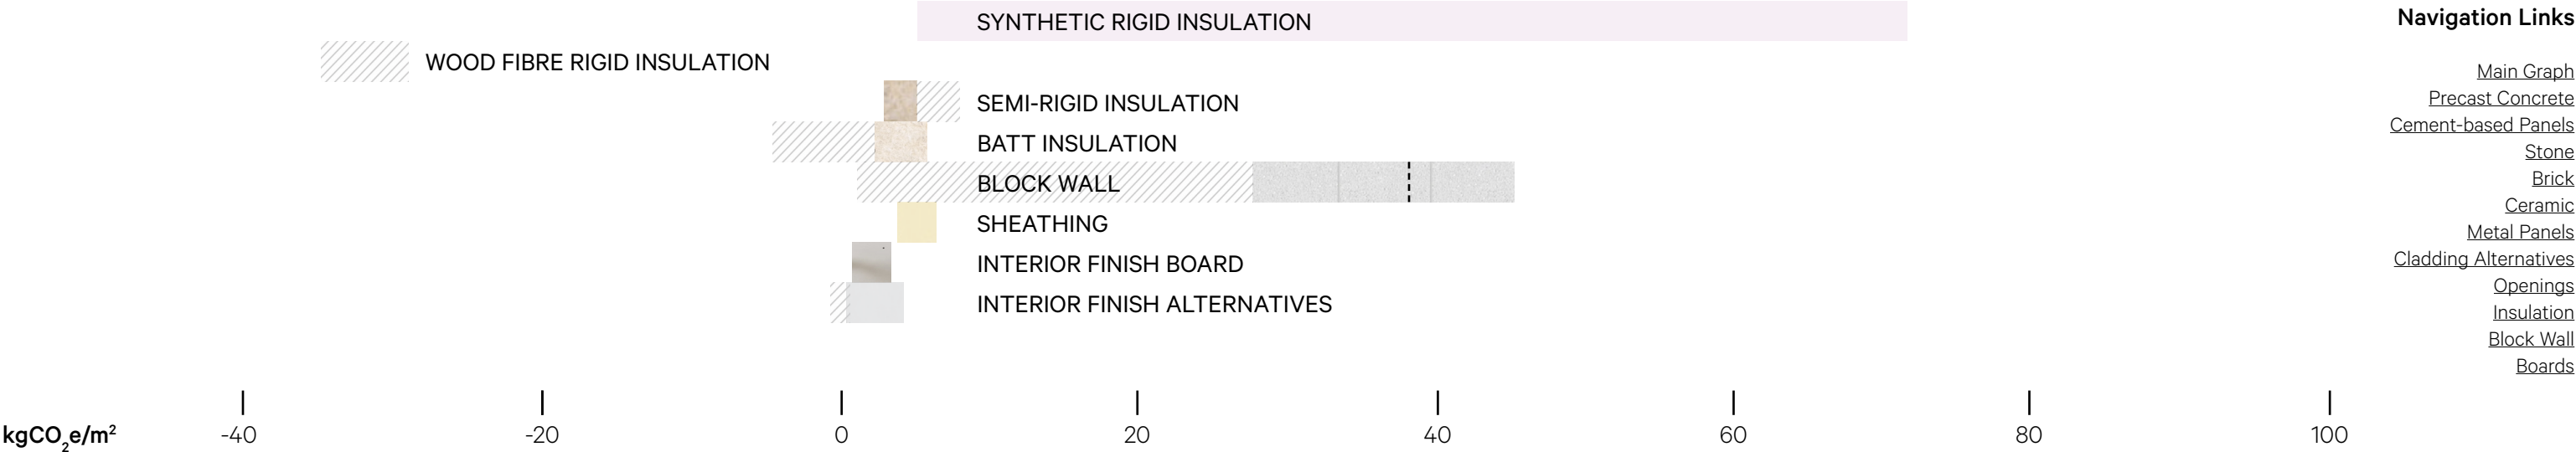 SYNTHETIC RIGID INSULATION
WOOD FIBRE RIGID INSULATION
SEMI-RIGID INSULATION
BATT INSULATION
BLOCK WALL
SHEATHING
INTERIOR FINISH BOARD
INTERIOR FINISH ALTERNATIVES
Navigation Links
Main Graph
Precast Concrete
Cement-based Panels
Stone
Brick
Ceramic
Metal Panels
Cladding Alternatives
Openings
Insulation
Block Wall
Boards
kgCO₂e/m² -40 -20 0 20 40 60 80 100